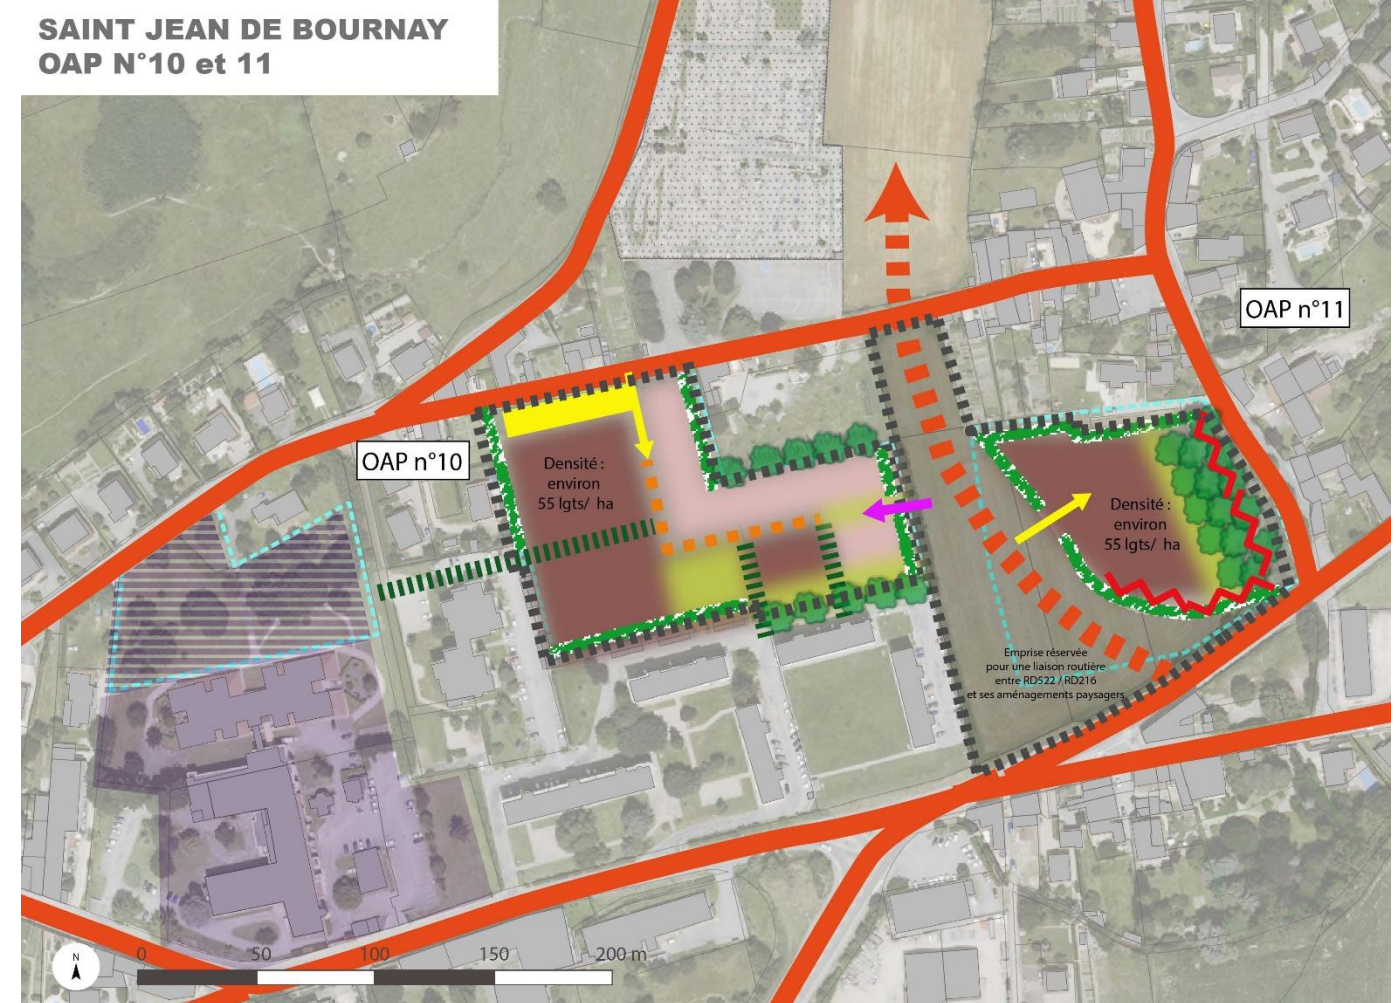 SAINT JEAN DE BOURNAY
OAP N°10 et 11
OAP n°11
OAP n°10
Densité :
environ
55 lgts/ ha
Densité :
environ
55 lgts/ ha
Emprise réservée
pour une liaison routière
entre RD522 / RD216
et ses aménagements paysagers
N
0 50 100 150 200 m